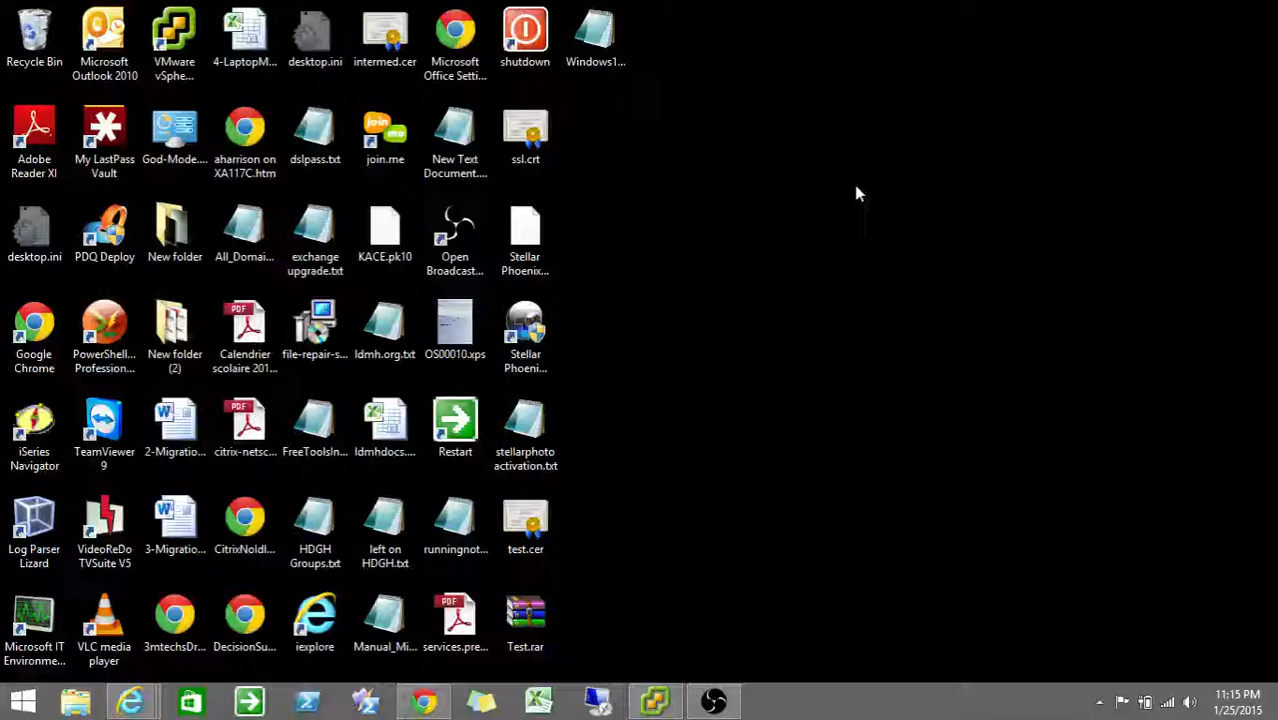 Recycle Bin
Microsoft
Outlook 2010
VMware
vSphe...
4-LaptopM...
desktop.ini
intermed.cer
Microsoft
Office Setti...
shutdown
Windows1...
Adobe
Reader XI
My LastPass
Vault
God-Mode....
aharrison on
XA117C.htm
dslpass.txt
join.me
New Text
Document....
ssl.crt
desktop.ini
PDQ Deploy
New folder
All_Domai...
exchange
upgrade.txt
KACE.pk10
Open
Broadcast...
Stellar
Phoenix...
Google
Chrome
PowerShell...
Profession...
New folder
(2)
PDF
Calendrier
scolaire 201...
file-repair-s...
ldmh.org.txt
OS00010.xps
Stellar
Phoeni...
iSeries
Navigator
TeamViewer
9
2-Migratio...
PDF
citrix-netsc...
FreeToolsIn...
ldmhdocs....
Restart
stellarphoto
activation.txt
Log Parser
Lizard
VideoReDo
TVSuite V5
3-Migratio...
CitrixNoIdl...
HDGH
Groups.txt
left on
HDGH.txt
runningnot...
test.cer
Microsoft IT
Environme...
VLC media
player
3mtechsDr...
DecisionSu...
iexplore
Manual_Mi...
PDF
services.pre...
Test.rar
11:15 PM
1/25/2015